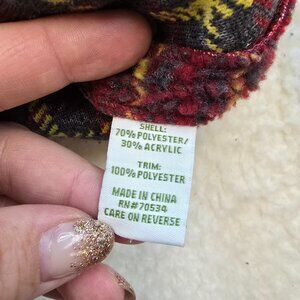 SHELL:
70% POLYESTER/
30% ACRYLIC
TRIM:
100% POLYESTER
MADE IN CHINA
RN#70534
CARE ON REVERSE